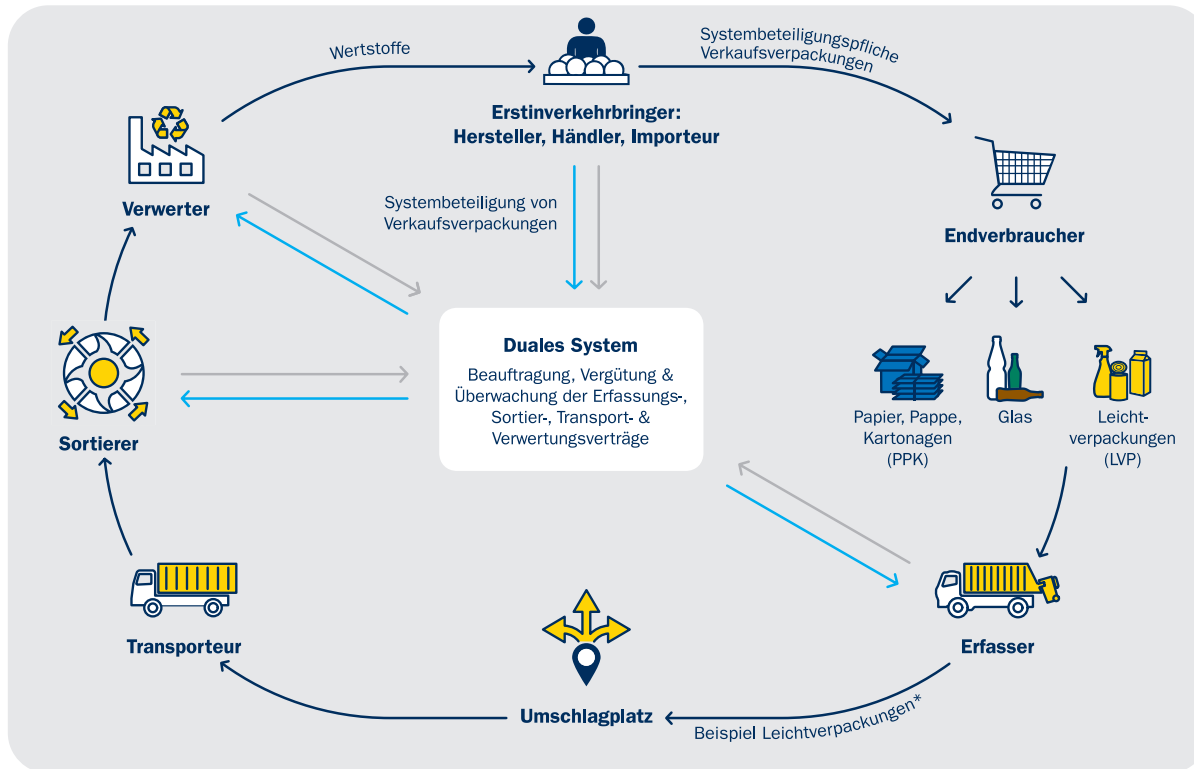 Wertstoffe
Systembeteiligungspfliche
Verkaufsverpackungen
Erstinverkehrbringer:
Hersteller, Händler, Importeur
Verwerter
Systembeteiligung von
Verkaufsverpackungen
Endverbraucher
Duales System
Beauftragung, Vergütung &
Überwachung der Erfassungs-,
Sortier-, Transport- &
Verwertungsverträge
Papier, Pappe,
Kartonagen
(PPK)
Glas
Leicht-
verpackungen
(LVP)
Sortierer
Transporteur
Erfasser
Umschlagplatz
Beispiel Leichtverpackungen*